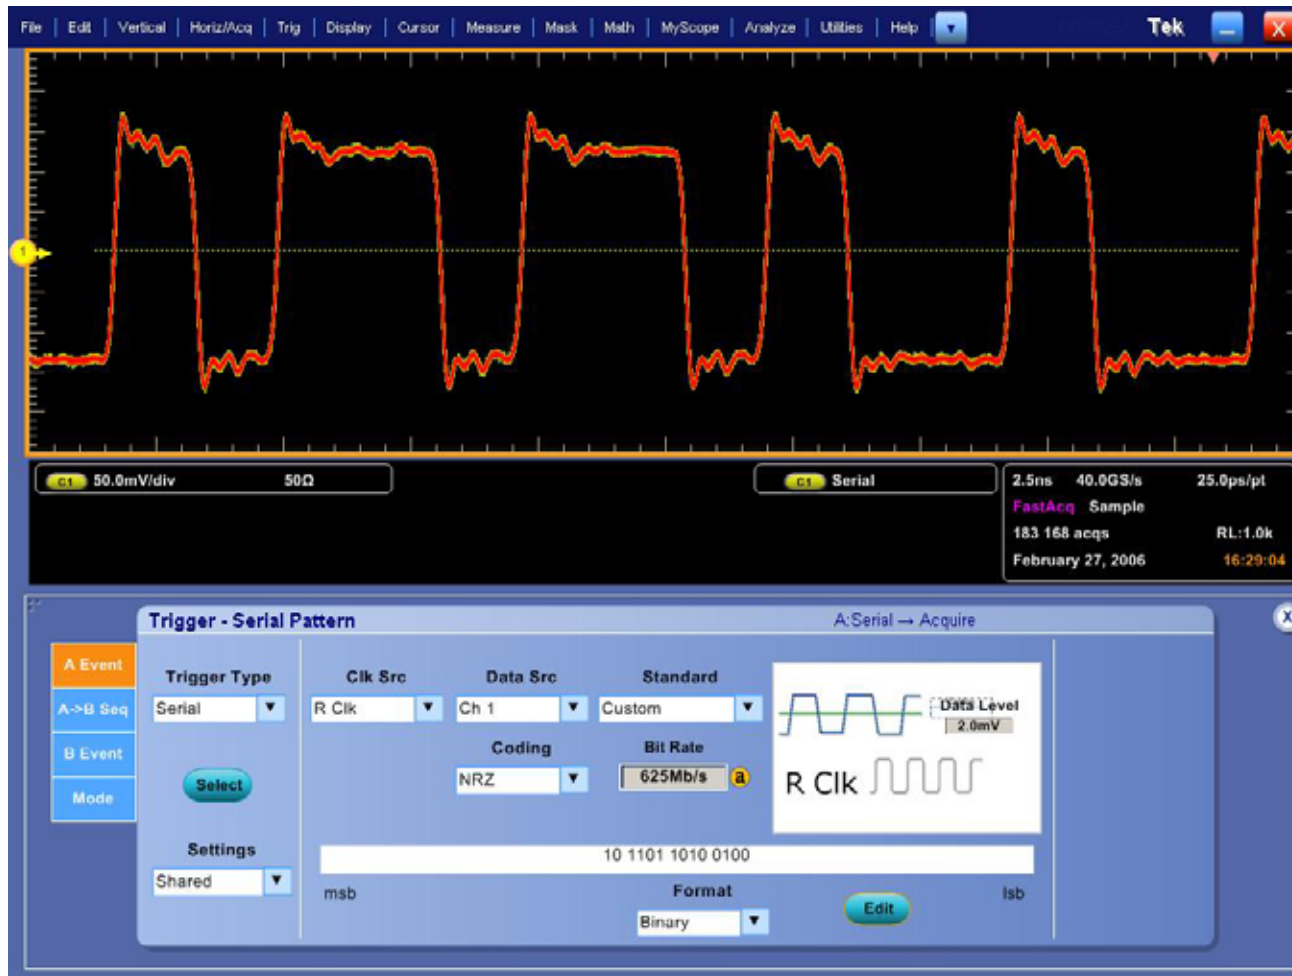 File | Edit | Vertical | Horiz/Acq | Trig | Display | Cursor | Measure | Mask | Math | MyScope | Analyze | Utilities | Help Tek X
1
C1 50.0mV/div 50Ω
C1 Serial
2.5ns 40.0GS/s 25.0ps/pt
FastAcq Sample
183 168 acqs RL:1.0k
February 27, 2006 16:29:04
Trigger - Serial Pattern A:Serial → Acquire X
A Event
A->B Seq
B Event
Mode
Trigger Type
Serial
Select
Settings
Shared
Clk Src Data Src Standard
R Clk Ch 1 Custom
Coding Bit Rate
NRZ 625Mb/s a
Data Level
2.0mV
R Clk
10 1101 1010 0100
msb Format lsb
Binary Edit